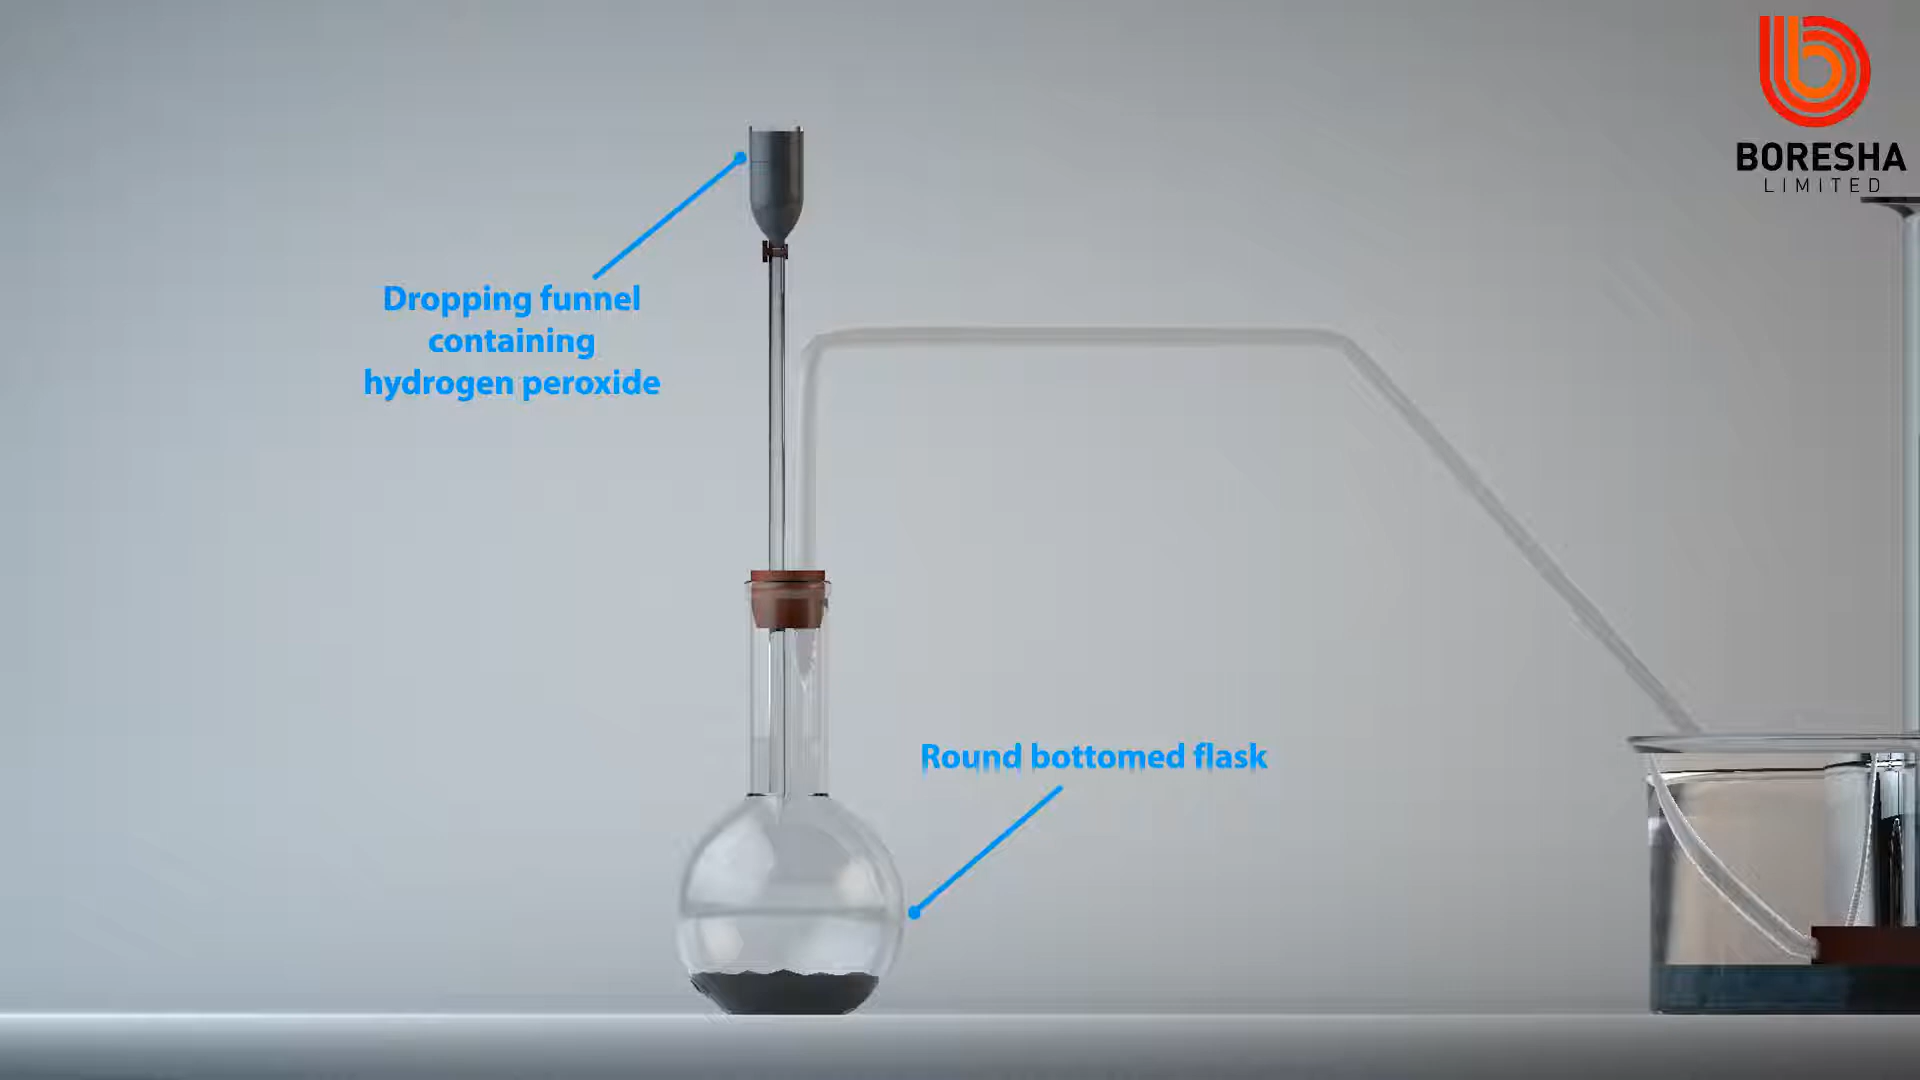 BORESHA
LIMITED
Dropping funnel
containing
hydrogen peroxide
Round bottomed flask